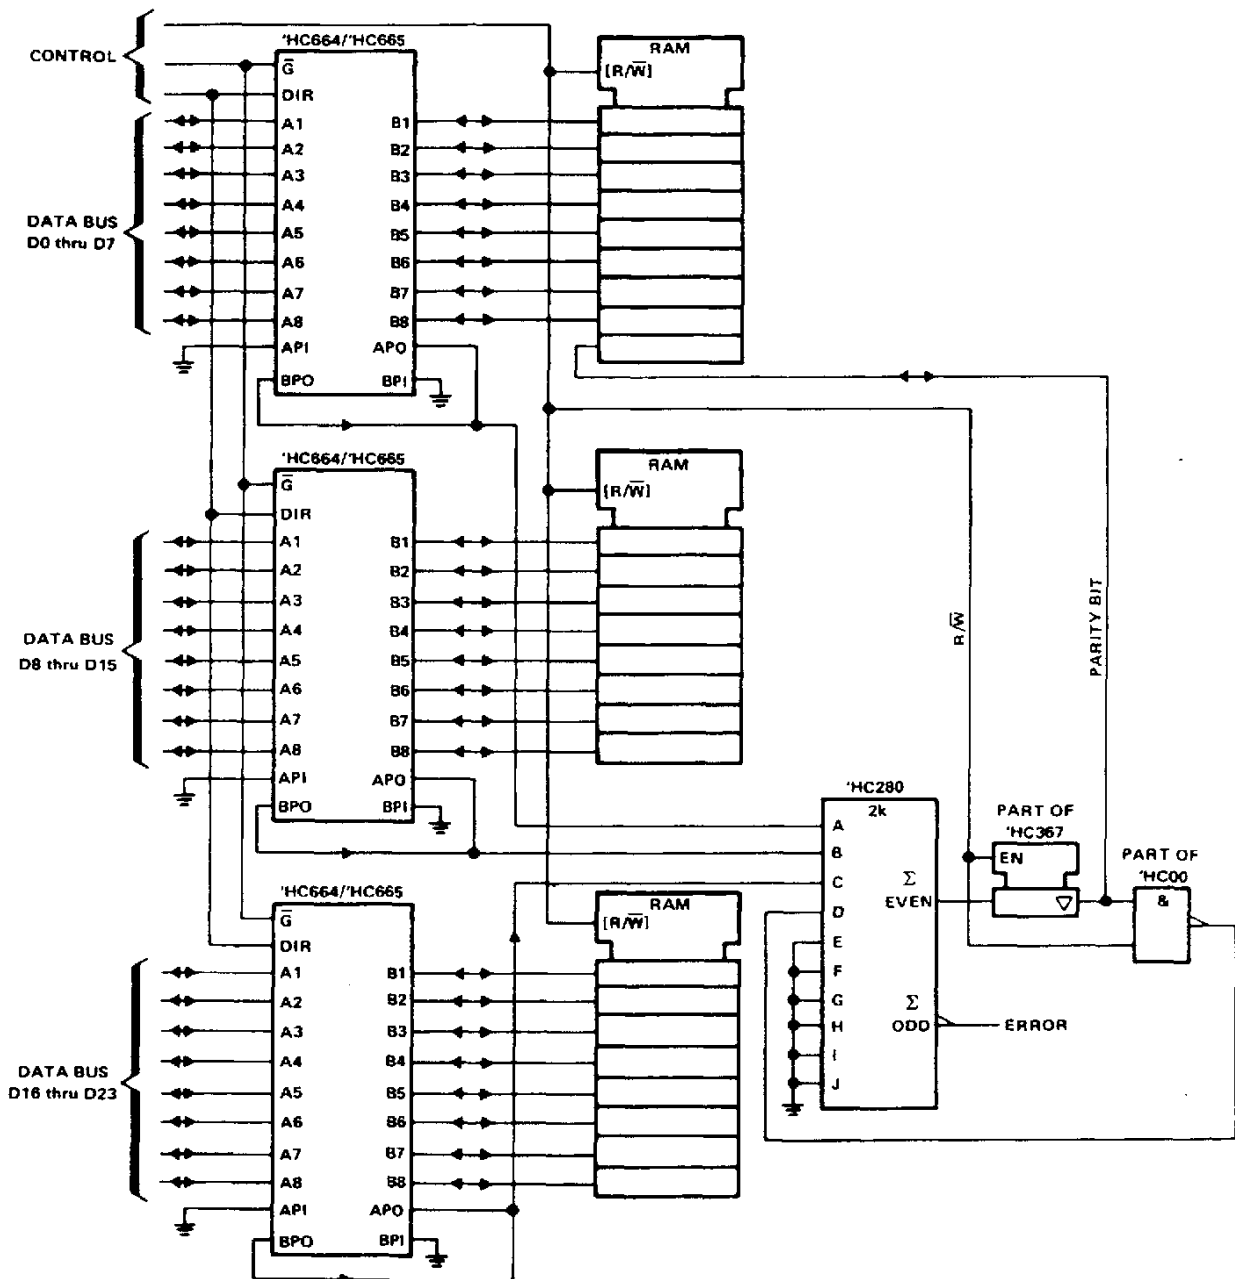 CONTROL
'HC664/'HC665
G̅
DIR
A1
A2
A3
A4
A5
A6
A7
A8
API
BPO
B1
B2
B3
B4
B5
B6
B7
B8
APO
BPI
DATA BUS
D0 thru D7
RAM
[R/W̅]
'HC664/'HC665
G̅
DIR
A1
A2
A3
A4
A5
A6
A7
A8
API
BPO
B1
B2
B3
B4
B5
B6
B7
B8
APO
BPI
DATA BUS
D8 thru D15
RAM
[R/W̅]
R/W̅
PARITY BIT
'HC280
2k
A
B
C
D
E
F
G
H
I
J
Σ
EVEN
Σ
ODD
ERROR
PART OF
'HC367
EN
▽
PART OF
'HC00
&
'HC664/'HC665
G̅
DIR
A1
A2
A3
A4
A5
A6
A7
A8
API
BPO
B1
B2
B3
B4
B5
B6
B7
B8
APO
BPI
DATA BUS
D16 thru D23
RAM
[R/W̅]